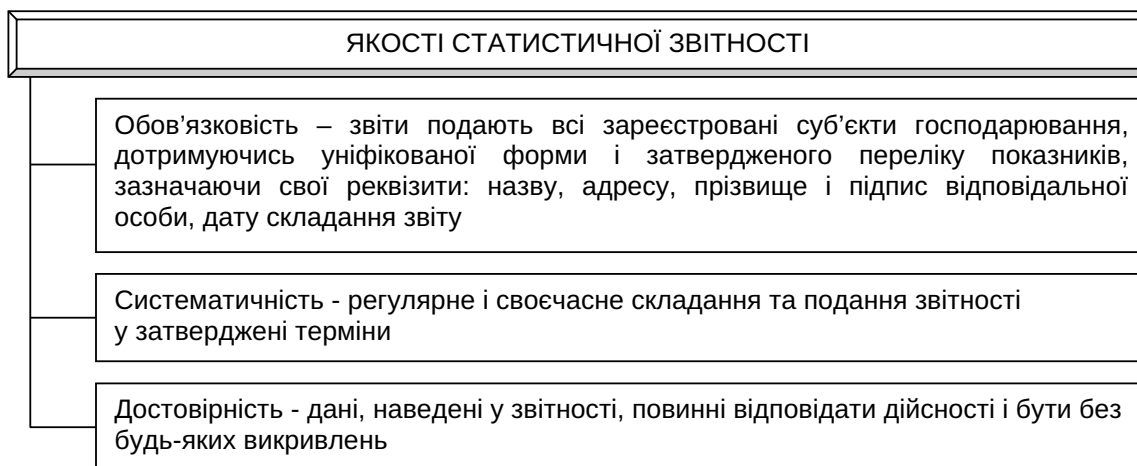 ЯКОСТІ СТАТИСТИЧНОЇ ЗВІТНОСТІ
Обов’язковість – звіти подають всі зареєстровані суб’єкти господарювання,
дотримуючись уніфікованої форми і затвердженого переліку показників,
зазначаючи свої реквізити: назву, адресу, прізвище і підпис відповідальної
особи, дату складання звіту
Систематичність - регулярне і своєчасне складання та подання звітності
у затверджені терміни
Достовірність - дані, наведені у звітності, повинні відповідати дійсності і бути без
будь-яких викривлень